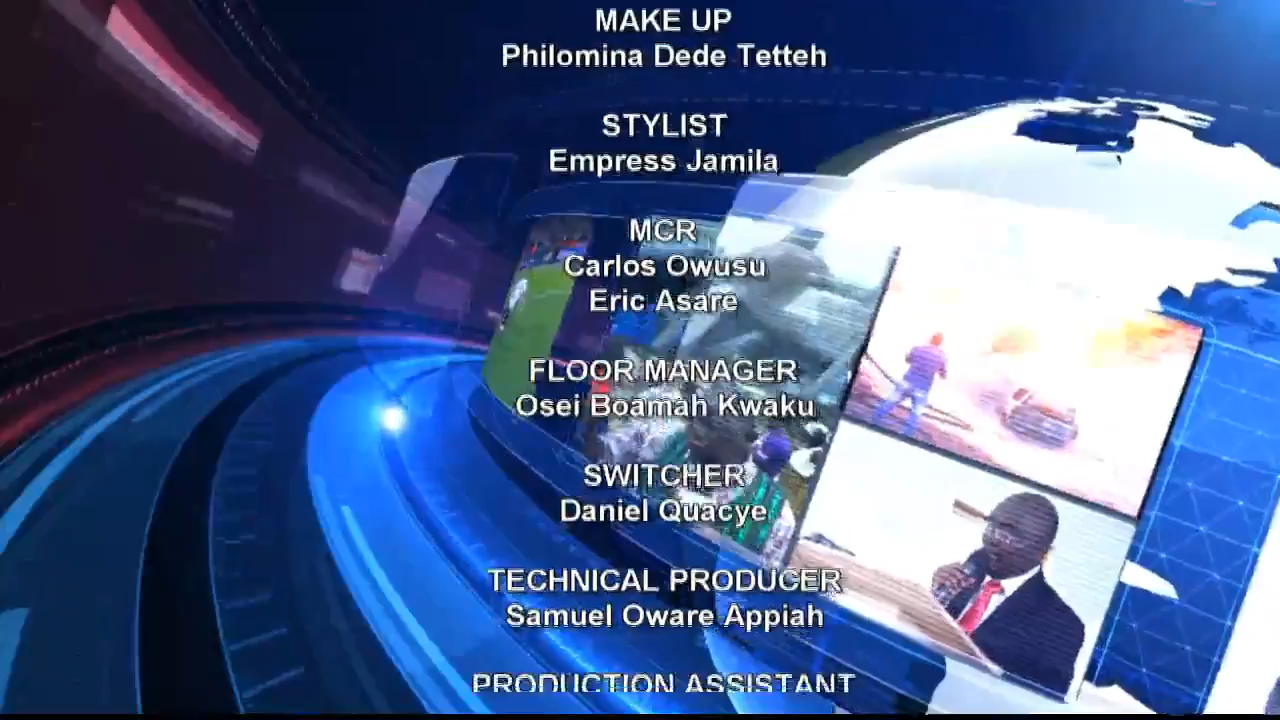 MAKE UP
Philomina Dede Tetteh
STYLIST
Empress Jamila
MCR
Carlos Owusu
Eric Asare
FLOOR MANAGER
Osei Boamah Kwaku
SWITCHER
Daniel Quacye
TECHNICAL PRODUCER
Samuel Oware Appiah
PRODUCTION ASSISTANT